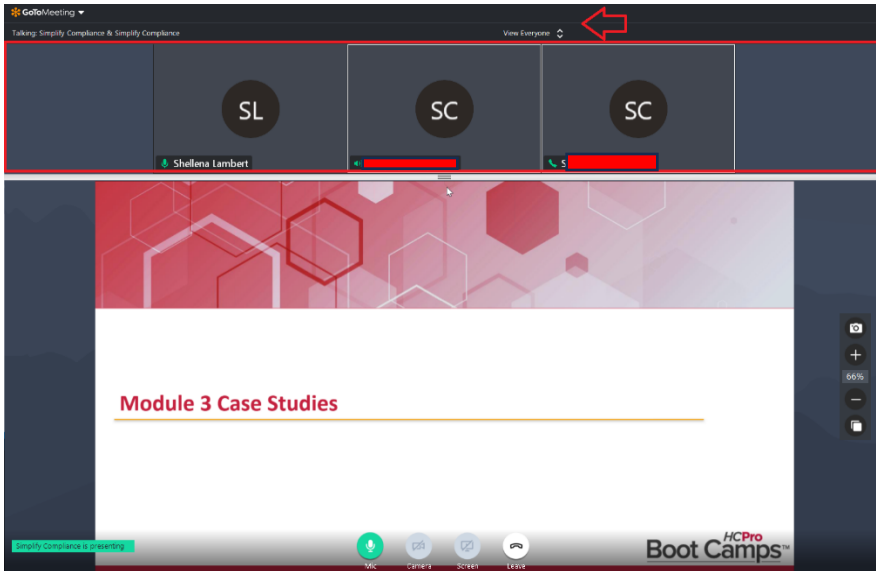 GoToMeeting
Talking: Simplify Compliance & Simplify Compliance
View Everyone
SL
SC
SC
Shellena Lambert
S
Module 3 Case Studies
66%
Simplify Compliance is presenting
Mic
Camera
Screen
Leave
HCPro
Boot Camps™